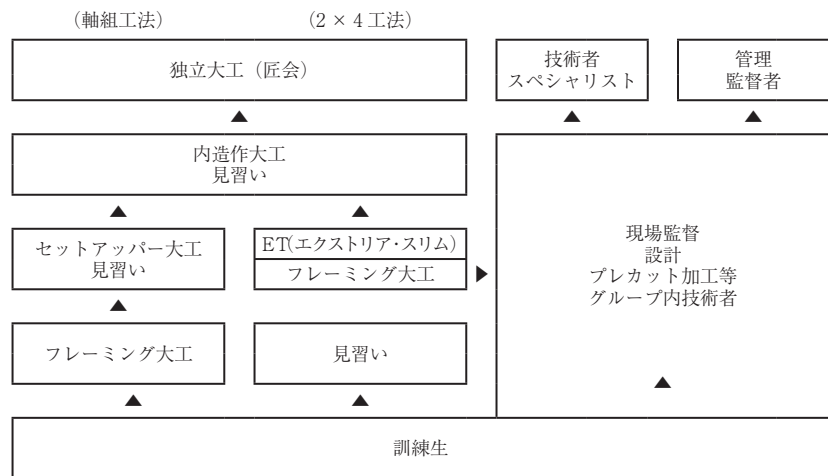 (軸組工法)
(2×4工法)
独立大工(匠会)
技術者
スペシャリスト
管理
監督者
内造作大工
見習い
セットアッパー大工
見習い
ET(エクストリア・スリム)
フレーミング大工
現場監督
設計
プレカット加工等
グループ内技術者
フレーミング大工
見習い
訓練生